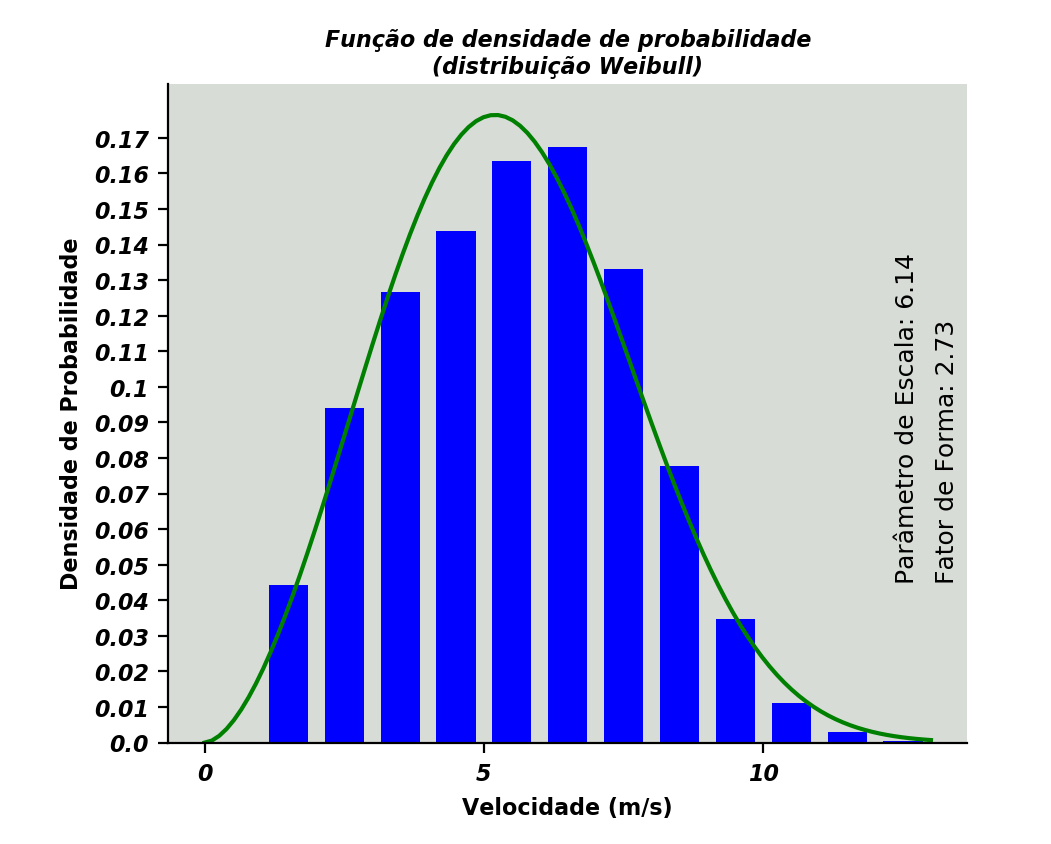 Função de densidade de probabilidade
(distribuição Weibull)
Densidade de Probabilidade
0.17
0.16
0.15
0.14
0.13
0.12
0.11
0.1
0.09
0.08
0.07
0.06
0.05
0.04
0.03
0.02
0.01
0.0
Parâmetro de Escala: 6.14
Fator de Forma: 2.73
0 5 10
Velocidade (m/s)